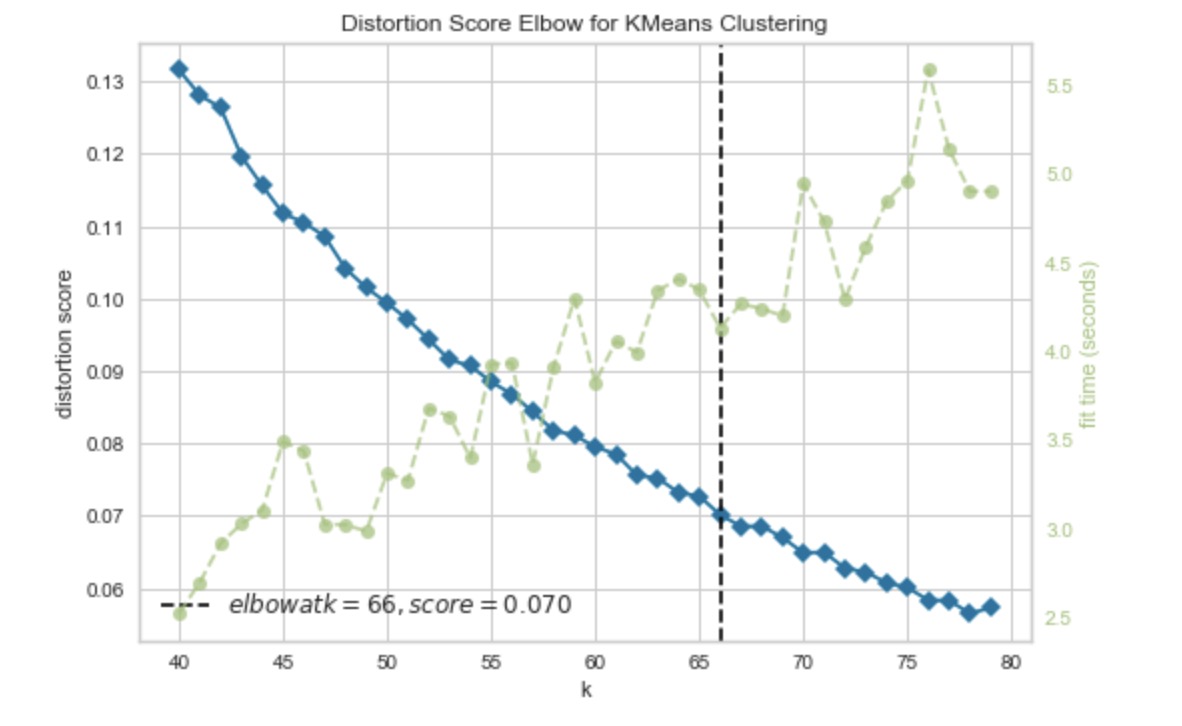 Distortion Score Elbow for KMeans Clustering
0.13
0.12
0.11
0.10
0.09
0.08
0.07
0.06
distortion score
5.5
5.0
4.5
4.0
3.5
3.0
2.5
fit time (seconds)
elbowatk = 66, score = 0.070
40 45 50 55 60 65 70 75 80
k